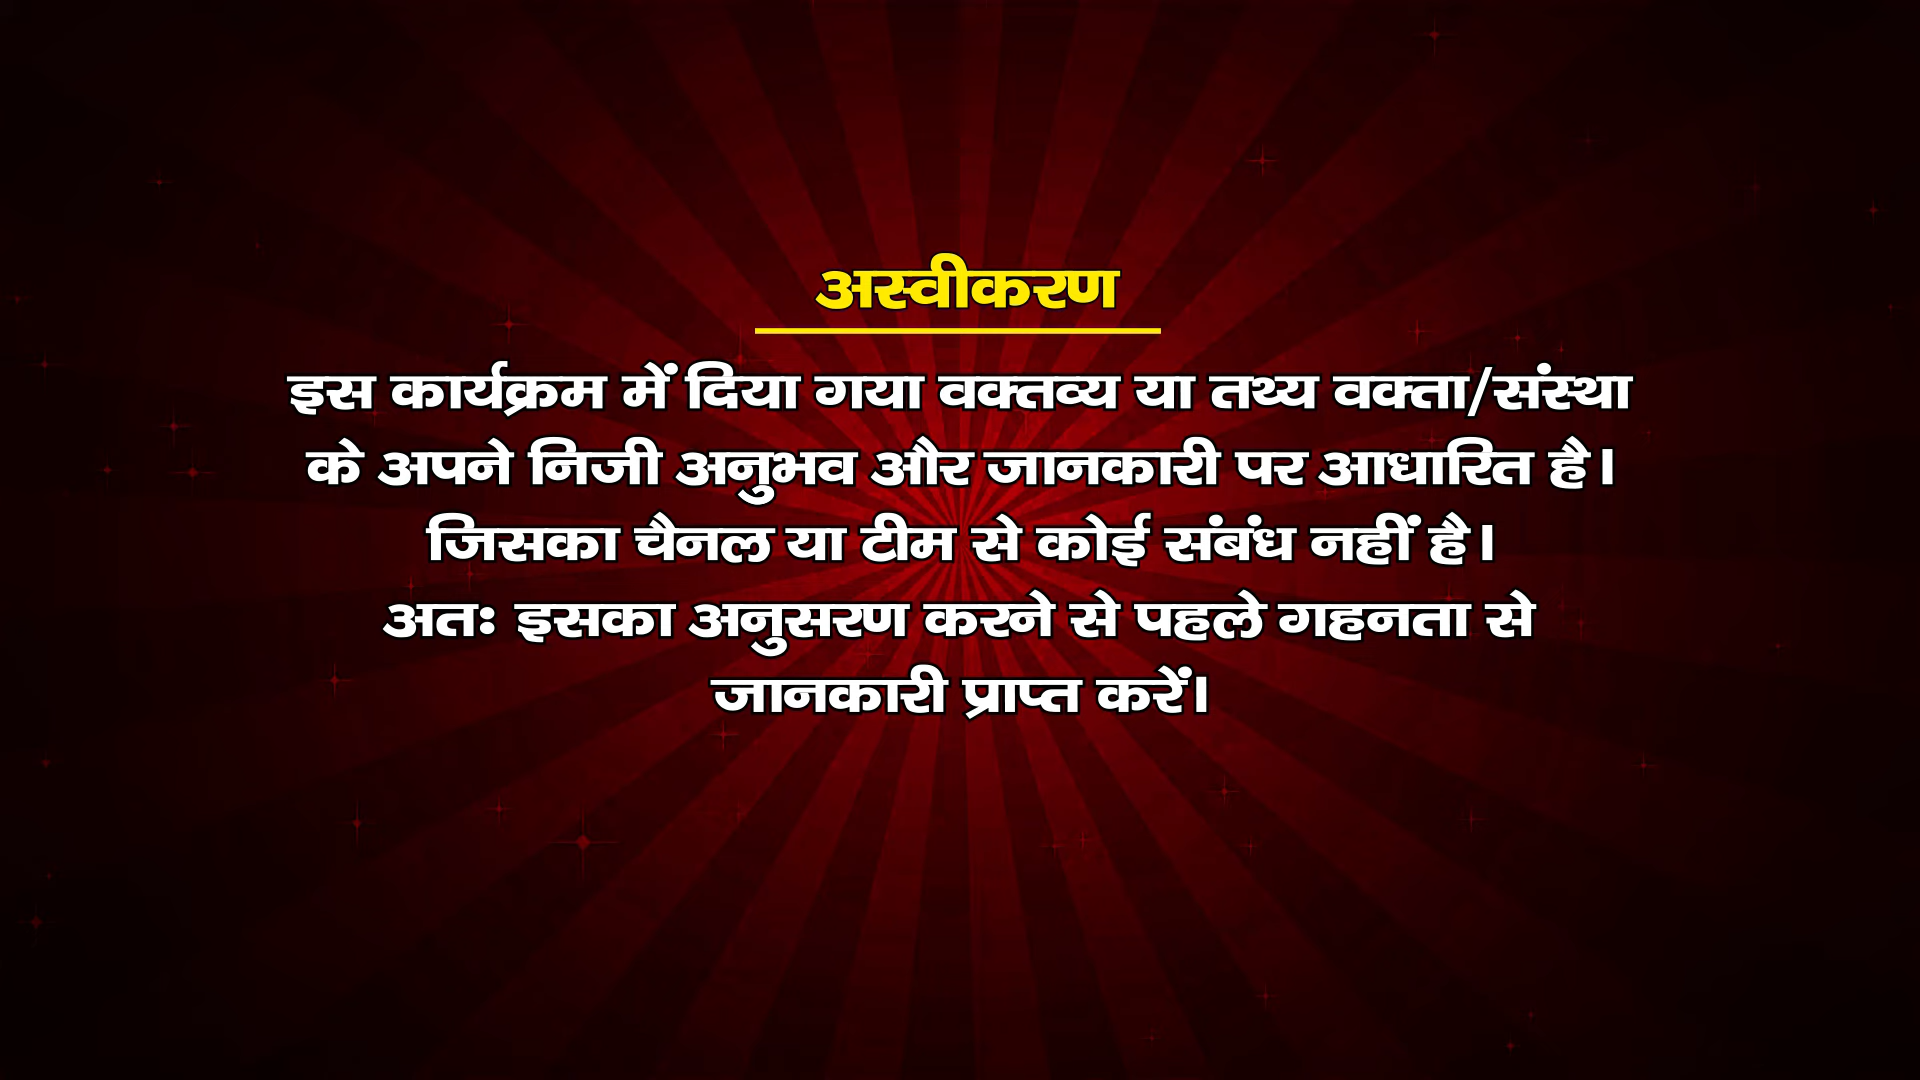 अस्वीकरण
इस कार्यक्रम में दिया गया वक्तव्य या तथ्य वक्ता/संस्था
के अपने निजी अनुभव और जानकारी पर आधारित है।
जिसका चैनल या टीम से कोई संबंध नहीं है।
अतः इसका अनुसरण करने से पहले गहनता से
जानकारी प्राप्त करें।